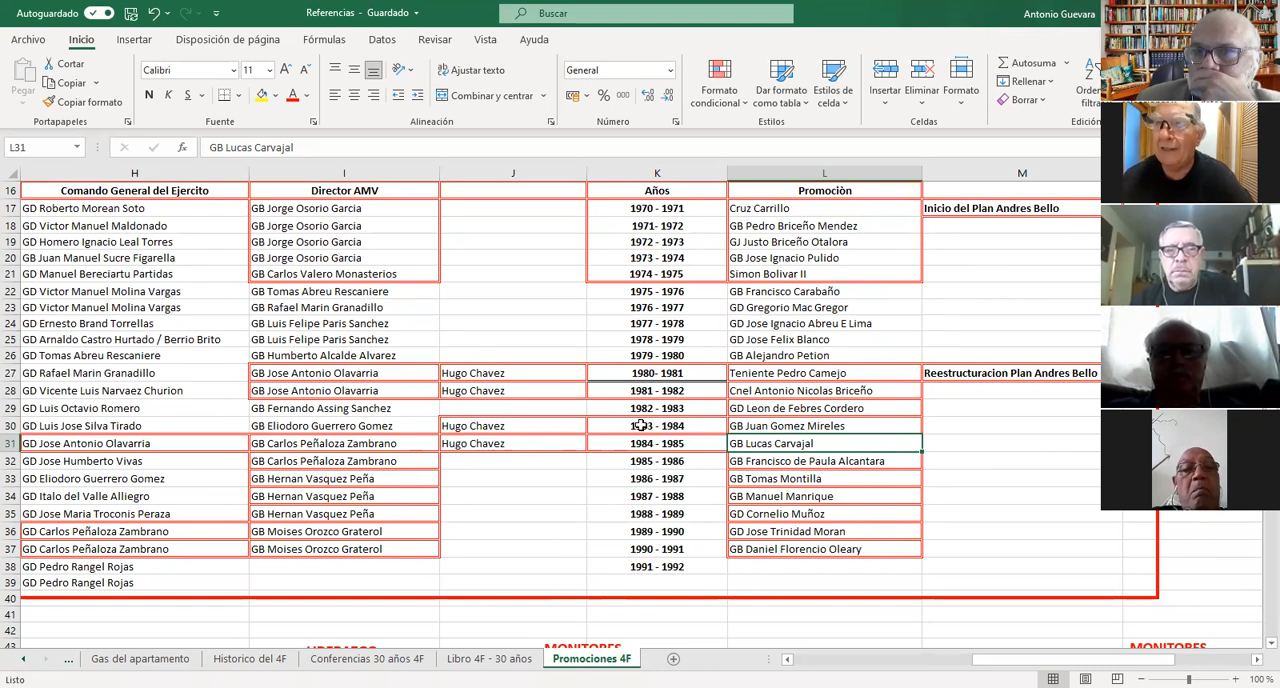 Autoguardado
Referencias - Guardado
Buscar
Antonio Guevara
Archivo Inicio Insertar Disposición de página Fórmulas Datos Revisar Vista Ayuda
Pegar
Cortar
Copiar
Copiar formato
Portapapeles
Calibri 11
N K S
Fuente
Ajustar texto
Combinar y centrar
Alineación
General
% 000
Número
Formato condicional
Dar formato como tabla
Estilos de celda
Estilos
Insertar Eliminar Formato
Celdas
Autosuma
Rellenar
Borrar
Edición
L31 fx GB Lucas Carvajal
H I J K L M
16 Comando General del Ejercito Director AMV Años Promociòn
17 GD Roberto Morean Soto GB Jorge Osorio Garcia 1970 - 1971 Cruz Carrillo Inicio del Plan Andres Bello
18 GD Victor Manuel Maldonado GB Jorge Osorio Garcia 1971- 1972 GB Pedro Briceño Mendez
19 GD Homero Ignacio Leal Torres GB Jorge Osorio Garcia 1972 - 1973 GJ Justo Briceño Otalora
20 GB Juan Manuel Sucre Figarella GB Jorge Osorio Garcia 1973 - 1974 GB Jose Ignacio Pulido
21 GD Manuel Bereciartu Partidas GB Carlos Valero Monasterios 1974 - 1975 Simon Bolivar II
22 GD Victor Manuel Molina Vargas GB Tomas Abreu Rescaniere 1975 - 1976 GB Francisco Carabaño
23 GD Victor Manuel Molina Vargas GB Rafael Marin Granadillo 1976 - 1977 GD Gregorio Mac Gregor
24 GD Ernesto Brand Torrellas GB Luis Felipe Paris Sanchez 1977 - 1978 GD Jose Ignacio Abreu E Lima
25 GD Arnaldo Castro Hurtado / Berrio Brito GB Luis Felipe Paris Sanchez 1978 - 1979 GD Jose Felix Blanco
26 GD Tomas Abreu Rescaniere GB Humberto Alcalde Alvarez 1979 - 1980 GB Alejandro Petion
27 GD Rafael Marin Granadillo GB Jose Antonio Olavarria Hugo Chavez 1980- 1981 Teniente Pedro Camejo Reestructuracion Plan Andres Bello
28 GD Vicente Luis Narvaez Churion GB Jose Antonio Olavarria Hugo Chavez 1981 - 1982 Cnel Antonio Nicolas Briceño
29 GD Luis Octavio Romero GB Fernando Assing Sanchez 1982 - 1983 GD Leon de Febres Cordero
30 GD Luis Jose Silva Tirado GB Eliodoro Guerrero Gomez Hugo Chavez - 1984 GB Juan Gomez Mireles
31 GD Jose Antonio Olavarria GB Carlos Peñaloza Zambrano Hugo Chavez 1984 - 1985 GB Lucas Carvajal
32 GD Jose Humberto Vivas GB Carlos Peñaloza Zambrano 1985 - 1986 GB Francisco de Paula Alcantara
33 GD Eliodoro Guerrero Gomez GB Hernan Vasquez Peña 1986 - 1987 GB Tomas Montilla
34 GD Italo del Valle Alliegro GB Hernan Vasquez Peña 1987 - 1988 GB Manuel Manrique
35 GD Jose Maria Troconis Peraza GB Hernan Vasquez Peña 1988 - 1989 GD Cornelio Muñoz
36 GD Carlos Peñaloza Zambrano GB Moises Orozco Graterol 1989 - 1990 GD Jose Trinidad Moran
37 GD Carlos Peñaloza Zambrano GB Moises Orozco Graterol 1990 - 1991 GB Daniel Florencio Oleary
38 GD Pedro Rangel Rojas 1991 - 1992
39 GD Pedro Rangel Rojas
40
41
42
43 LIDERAZGO MONITORES MONITORES
... Gas del apartamento Historico del 4F Conferencias 30 años 4F Libro 4F - 30 años Promociones 4F
Listo 100 %